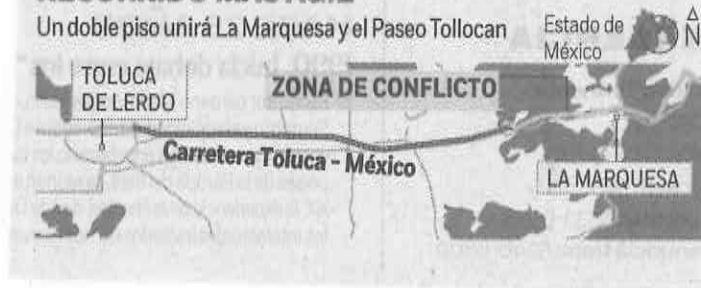 Un doble piso unirá La Marquesa y el Paseo Tollocan
Estado de
México
N
TOLUCA
DE LERDO
ZONA DE CONFLICTO
Carretera Toluca - México
LA MARQUESA